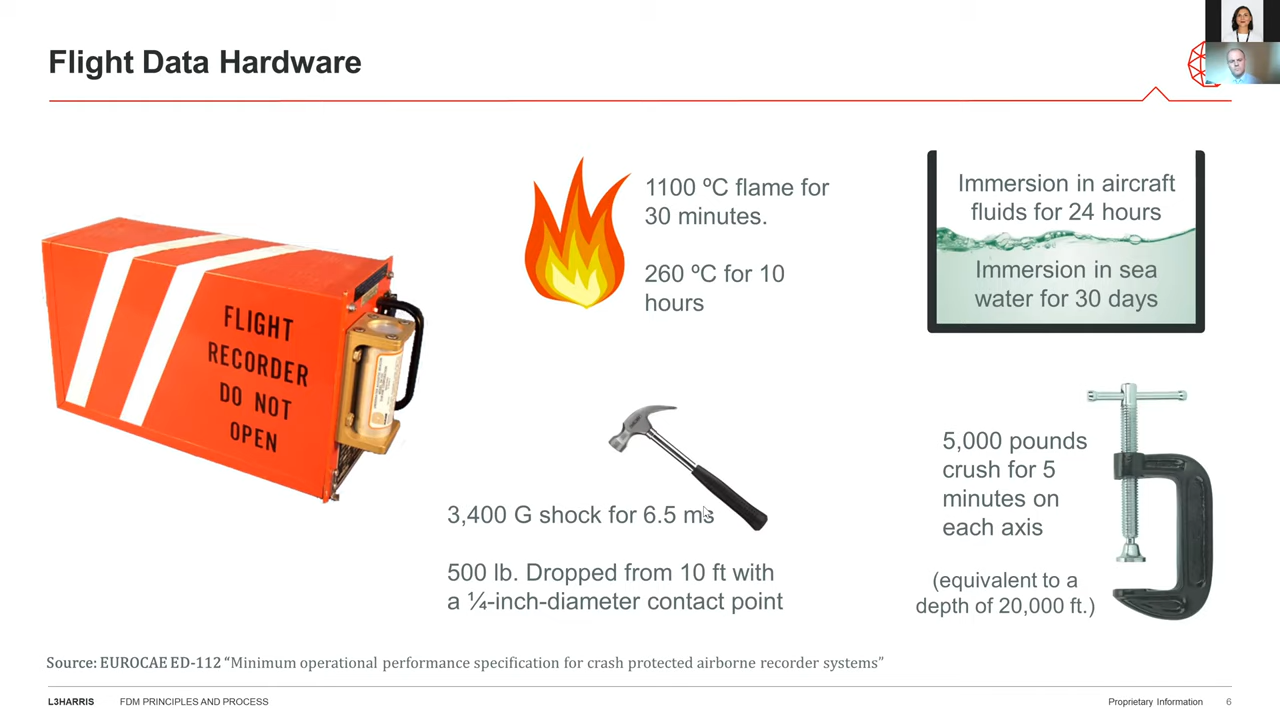 Flight Data Hardware
FLIGHT
RECORDER
DO NOT
OPEN
1100 ºC flame for
30 minutes.
260 ºC for 10
hours
Immersion in aircraft
fluids for 24 hours
Immersion in sea
water for 30 days
3,400 G shock for 6.5 ms
500 lb. Dropped from 10 ft with
a ¼-inch-diameter contact point
5,000 pounds
crush for 5
minutes on
each axis
(equivalent to a
depth of 20,000 ft.)
Source: EUROCAE ED-112 “Minimum operational performance specification for crash protected airborne recorder systems”
L3HARRIS FDM PRINCIPLES AND PROCESS Proprietary Information 6